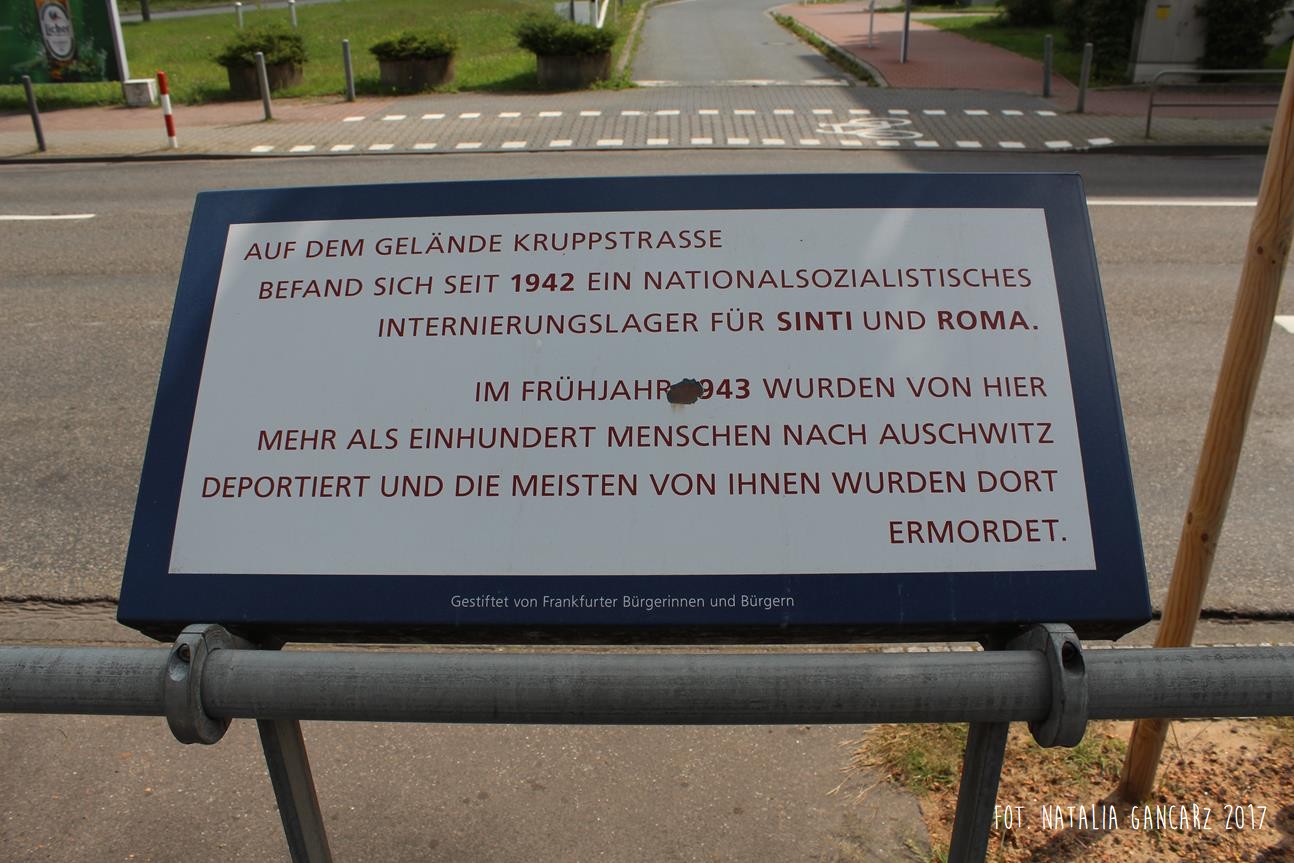 Licher
AUF DEM GELÄNDE KRUPPSTRASSE
BEFAND SICH SEIT 1942 EIN NATIONALSOZIALISTISCHES
INTERNIERUNGSLAGER FÜR SINTI UND ROMA.
IM FRÜHJAHR 943 WURDEN VON HIER
MEHR ALS EINHUNDERT MENSCHEN NACH AUSCHWITZ
DEPORTIERT UND DIE MEISTEN VON IHNEN WURDEN DORT
ERMORDET.
Gestiftet von Frankfurter Bürgerinnen und Bürgern
FOT. NATALIA GANCARZ 2017